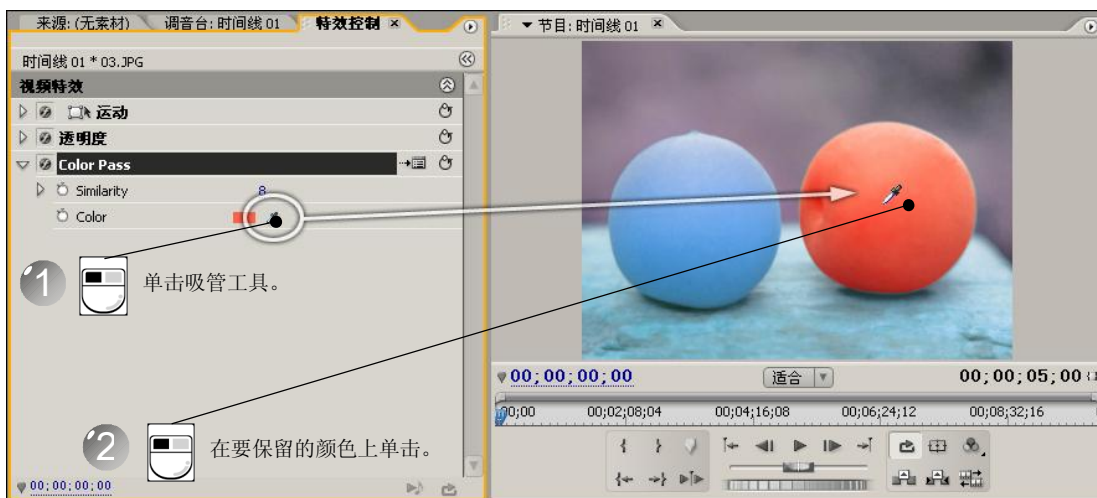 来源: (无素材)
调音台: 时间线 01
特效控制
节目: 时间线 01
时间线 01 * 03.JPG
视频特效
运动
透明度
Color Pass
Similarity 8
Color
1 单击吸管工具。
2 在要保留的颜色上单击。
00;00;00;00
00;00;00;00
适合
00;00;05;00
00;00 00;02;08;04 00;04;16;08 00;06;24;12 00;08;32;16